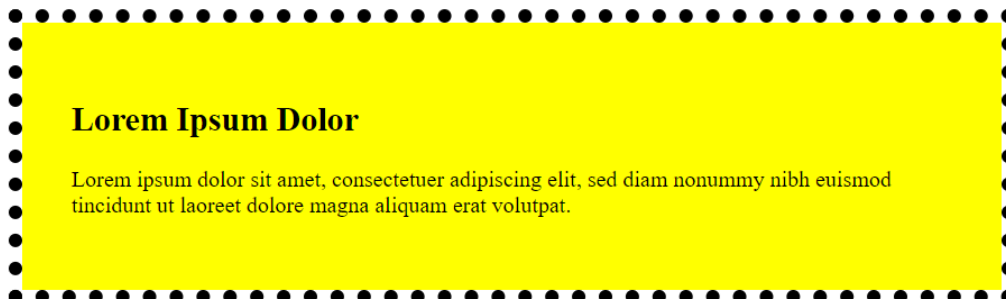 Lorem Ipsum Dolor
Lorem ipsum dolor sit amet, consectetuer adipiscing elit, sed diam nonummy nibh euismod
tincidunt ut laoreet dolore magna aliquam erat volutpat.